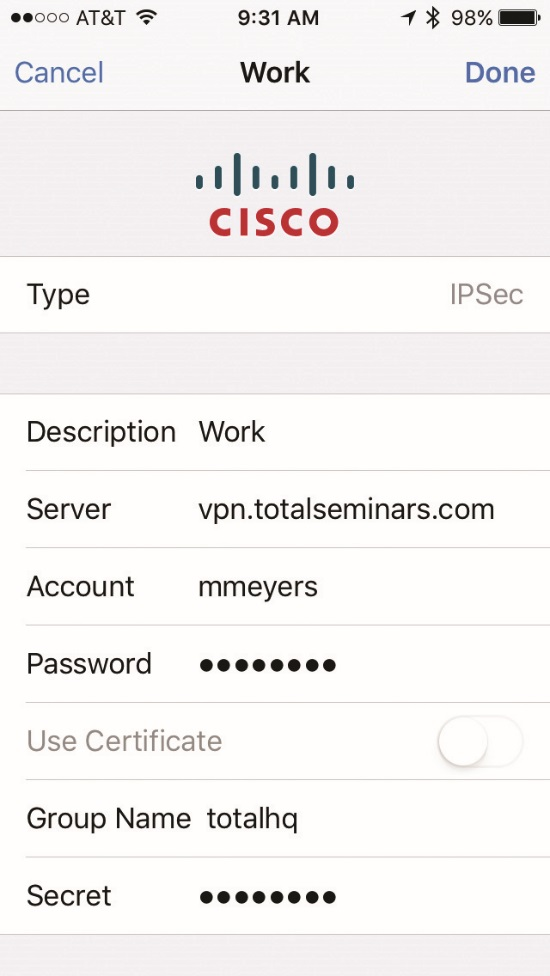 AT&T 9:31 AM 98%
Cancel Work Done
CISCO
Type IPSec
Description Work
Server vpn.totalseminars.com
Account mmeyers
Password ●●●●●●●●
Use Certificate
Group Name totalhq
Secret ●●●●●●●●